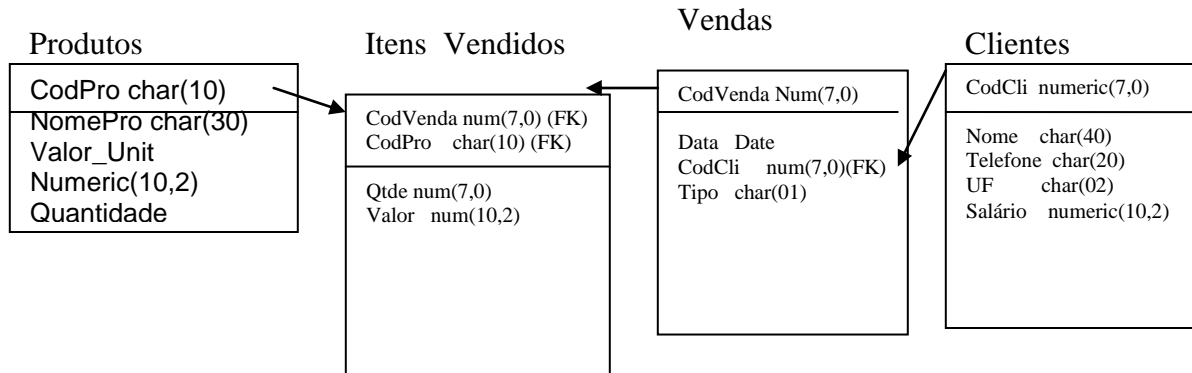 Produtos
CodPro char(10)
NomePro char(30)
Valor_Unit
Numeric(10,2)
Quantidade
Itens Vendidos
CodVenda num(7,0) (FK)
CodPro char(10) (FK)
Qtde num(7,0)
Valor num(10,2)
Vendas
CodVenda Num(7,0)
Data Date
CodCli num(7,0)(FK)
Tipo char(01)
Clientes
CodCli numeric(7,0)
Nome char(40)
Telefone char(20)
UF char(02)
Salário numeric(10,2)